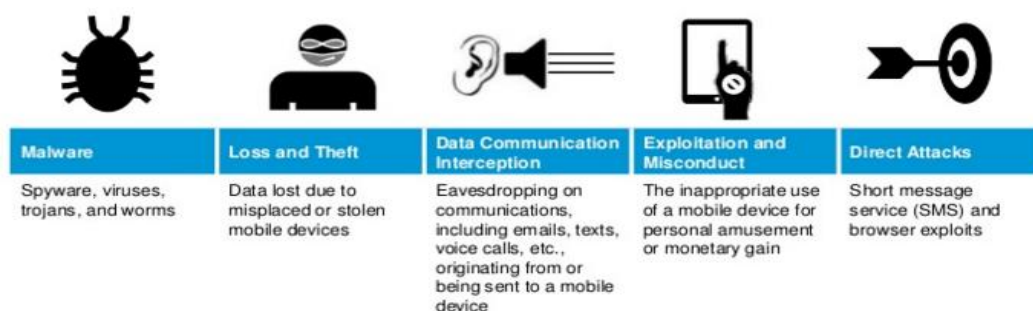 Malware
Spyware, viruses,
trojans, and worms
Loss and Theft
Data lost due to
misplaced or stolen
mobile devices
Data Communication
Interception
Eavesdropping on
communications,
including emails, texts,
voice calls, etc.,
originating from or
being sent to a mobile
device
Exploitation and
Misconduct
The inappropriate use
of a mobile device for
personal amusement
or monetary gain
Direct Attacks
Short message
service (SMS) and
browser exploits